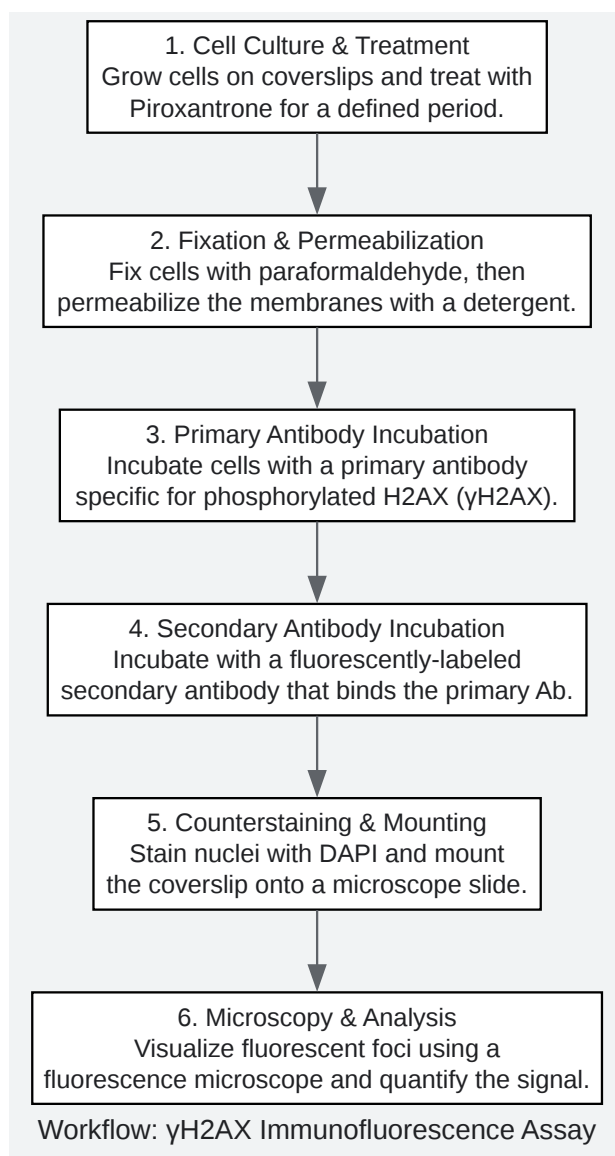 1. Cell Culture & Treatment
Grow cells on coverslips and treat with
Piroxantrone for a defined period.
2. Fixation & Permeabilization
Fix cells with paraformaldehyde, then
permeabilize the membranes with a detergent.
3. Primary Antibody Incubation
Incubate cells with a primary antibody
specific for phosphorylated H2AX (γH2AX).
4. Secondary Antibody Incubation
Incubate with a fluorescently-labeled
secondary antibody that binds the primary Ab.
5. Counterstaining & Mounting
Stain nuclei with DAPI and mount
the coverslip onto a microscope slide.
6. Microscopy & Analysis
Visualize fluorescent foci using a
fluorescence microscope and quantify the signal.
Workflow: γH2AX Immunofluorescence Assay